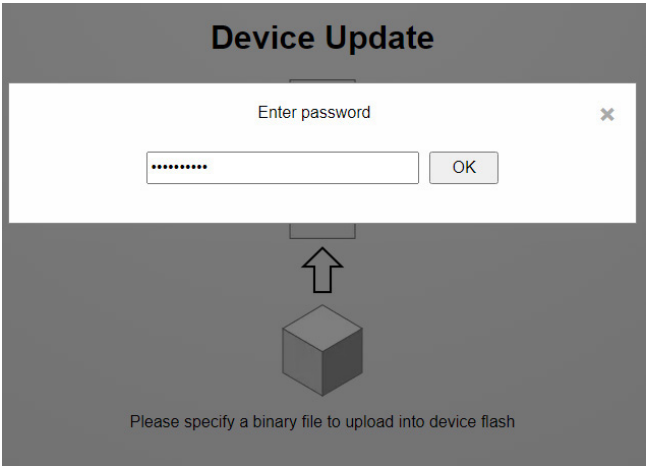 Device Update
Enter password
••••••••••
OK
Please specify a binary file to upload into device flash